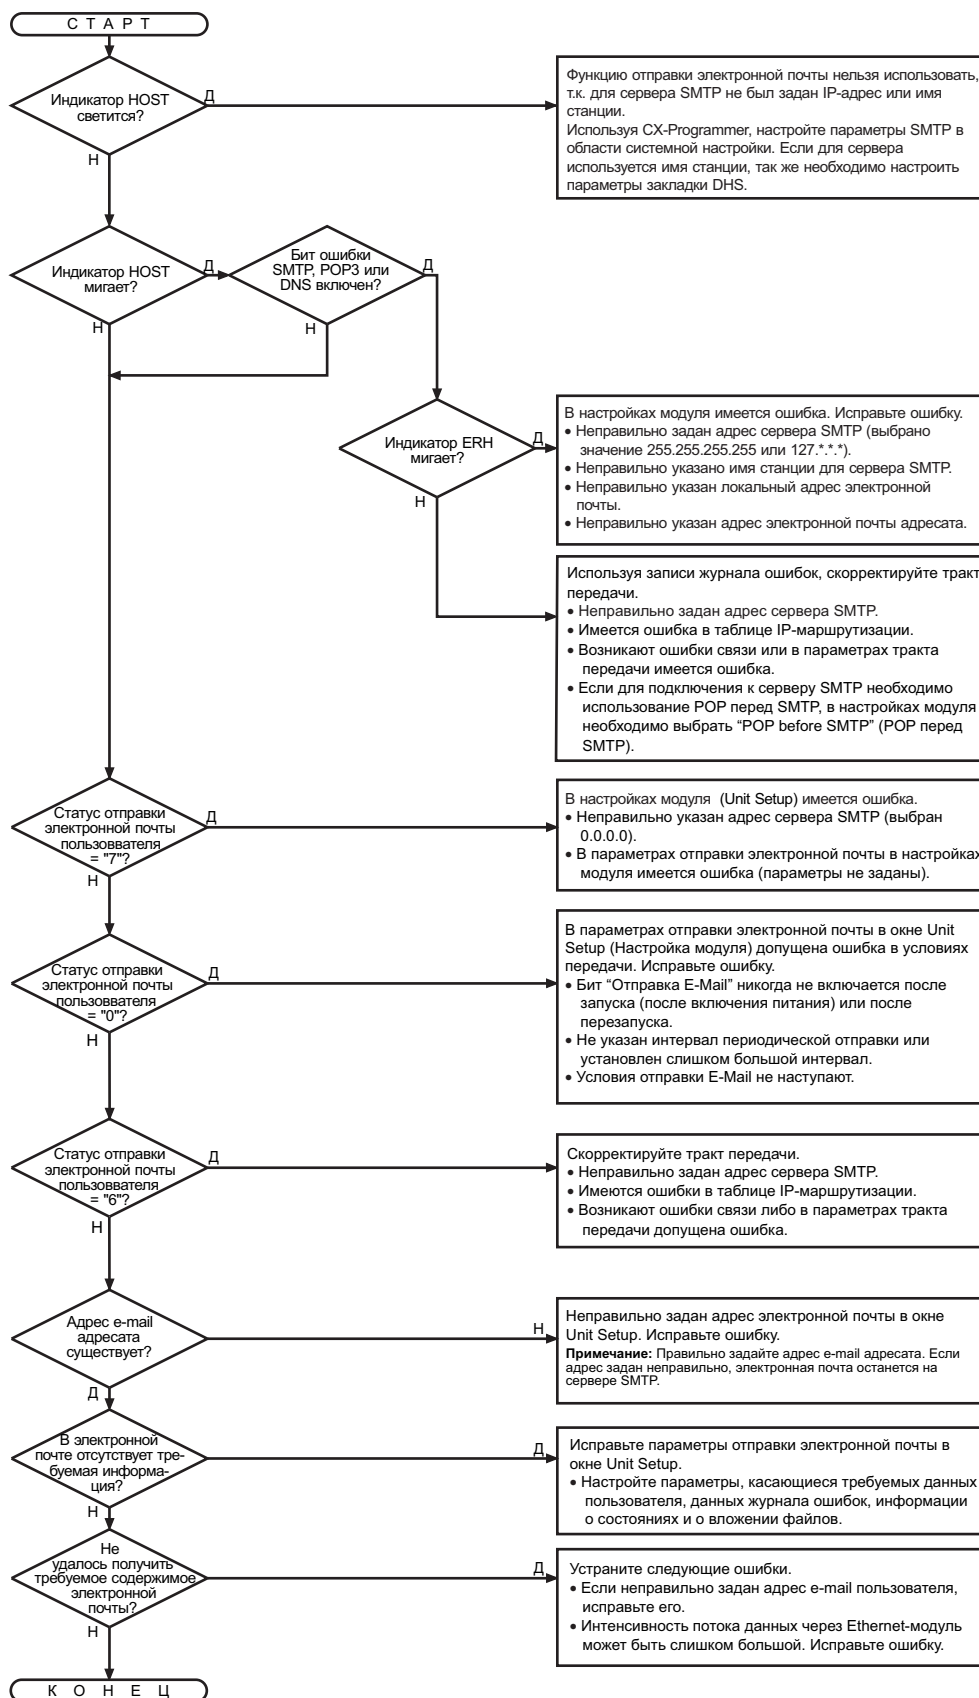 С Т А Р Т
Индикатор HOST
светится?
Д
Н
Функцию отправки электронной почты нельзя использовать,
т.к. для сервера SMTP не был задан IP-адрес или имя
станции.
Используя CX-Programmer, настройте параметры SMTP в
области системной настройки. Если для сервера
используется имя станции, так же необходимо настроить
параметры закладки DHS.
Индикатор HOST
мигает?
Д
Н
Бит ошибки
SMTP, POP3 или
DNS включен?
Д
Н
Индикатор ERH
мигает?
Д
Н
В настройках модуля имеется ошибка. Исправьте ошибку.
• Неправильно задан адрес сервера SMTP (выбрано
значение 255.255.255.255 или 127.*.*.*).
• Неправильно указано имя станции для сервера SMTP.
• Неправильно указан локальный адрес электронной
почты.
• Неправильно указан адрес электронной почты адресата.
Используя записи журнала ошибок, скорректируйте тракт
передачи.
• Неправильно задан адрес сервера SMTP.
• Имеется ошибка в таблице IP-маршрутизации.
• Возникают ошибки связи или в параметрах тракта
передачи имеется ошибка.
• Если для подключения к серверу SMTP необходимо
использование POP перед SMTP, в настройках модуля
необходимо выбрать “POP before SMTP” (POP перед
SMTP).
Статус отправки
электронной почты
пользоввателя
= "7"?
Д
Н
В настройках модуля (Unit Setup) имеется ошибка.
• Неправильно указан адрес сервера SMTP (выбран
0.0.0.0).
• В параметрах отправки электронной почты в настройках
модуля имеется ошибка (параметры не заданы).
Статус отправки
электронной почты
пользоввателя
= "0"?
Д
Н
В параметрах отправки электронной почты в окне Unit
Setup (Настройка модуля) допущена ошибка в условиях
передачи. Исправьте ошибку.
• Бит “Отправка E-Mail” никогда не включается после
запуска (после включения питания) или после
перезапуска.
• Не указан интервал периодической отправки или
установлен слишком большой интервал.
• Условия отправки E-Mail не наступают.
Статус отправки
электронной почты
пользоввателя
= "6"?
Д
Н
Скорректируйте тракт передачи.
• Неправильно задан адрес сервера SMTP.
• Имеются ошибки в таблице IP-маршрутизации.
• Возникают ошибки связи либо в параметрах тракта
передачи допущена ошибка.
Адрес e-mail
адресата
существует?
Н
Д
Неправильно задан адрес электронной почты в окне
Unit Setup. Исправьте ошибку.
Примечание: Правильно задайте адрес e-mail адресата. Если
адрес задан неправильно, электронная почта останется на
сервере SMTP.
В электронной
почте отсутствует тре-
буемая информа-
ция?
Д
Н
Исправьте параметры отправки электронной почты в
окне Unit Setup.
• Настройте параметры, касающиеся требуемых данных
пользователя, данных журнала ошибок, информации
о состояниях и о вложении файлов.
Не
удалось получить
требуемое содержимое
электронной
почты?
Д
Н
Устраните следующие ошибки.
• Если неправильно задан адрес e-mail пользователя,
исправьте его.
• Интенсивность потока данных через Ethernet-модуль
может быть слишком большой. Исправьте ошибку.
К О Н Е Ц